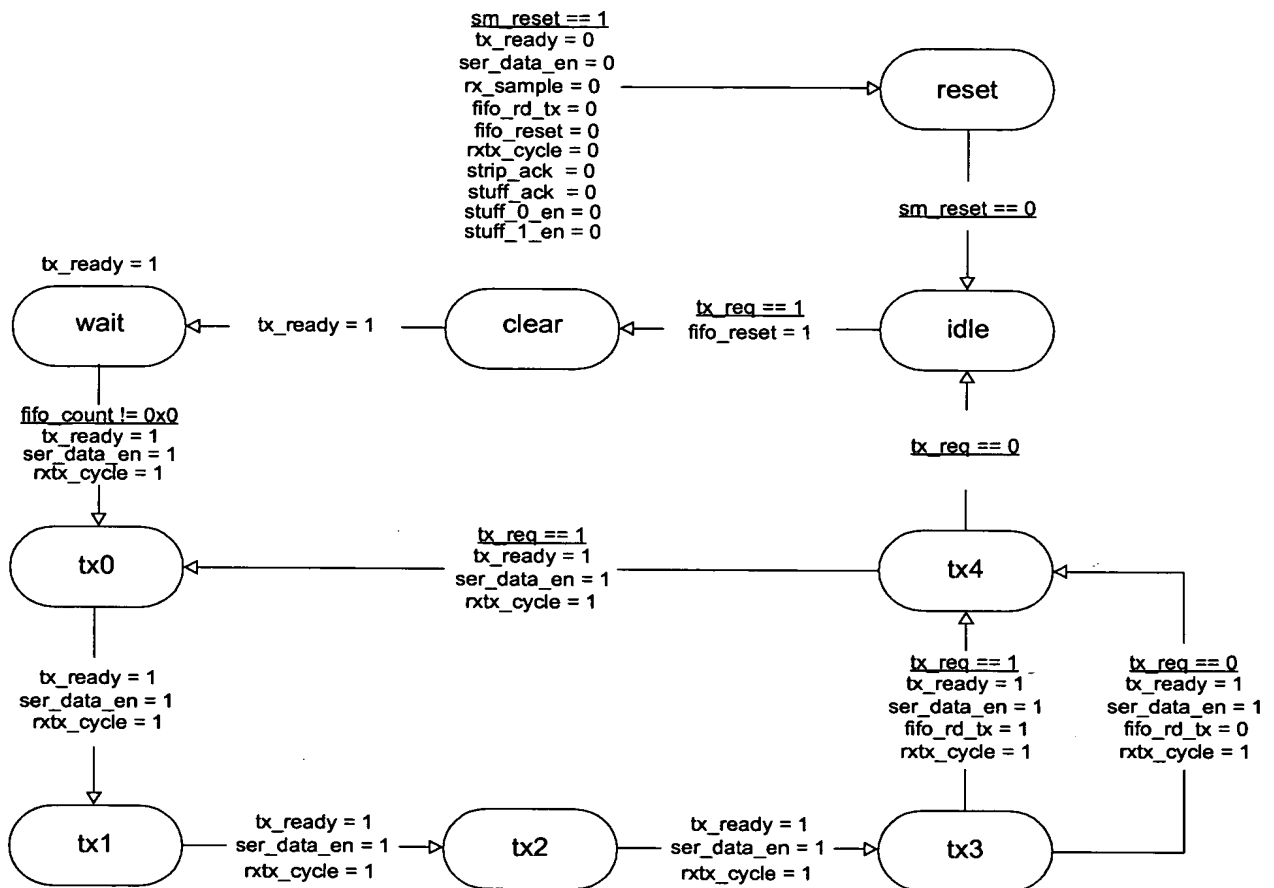 sm_reset == 1
tx_ready = 0
ser_data_en = 0
rx_sample = 0
fifo_rd_tx = 0
fifo_reset = 0
rxtx_cycle = 0
strip_ack = 0
stuff_ack = 0
stuff_0_en = 0
stuff_1_en = 0
reset
sm_reset == 0
tx_ready = 1
wait
tx_ready = 1
clear
tx_req == 1
fifo_reset = 1
idle
fifo_count != 0x0
tx_ready = 1
ser_data_en = 1
rxtx_cycle = 1
tx_req == 0
tx0
tx_req == 1
tx_ready = 1
ser_data_en = 1
rxtx_cycle = 1
tx4
tx_ready = 1
ser_data_en = 1
rxtx_cycle = 1
tx_req == 1
tx_ready = 1
ser_data_en = 1
fifo_rd_tx = 1
rxtx_cycle = 1
tx_req == 0
tx_ready = 1
ser_data_en = 1
fifo_rd_tx = 0
rxtx_cycle = 1
tx1
tx_ready = 1
ser_data_en = 1
rxtx_cycle = 1
tx2
tx_ready = 1
ser_data_en = 1
rxtx_cycle = 1
tx3